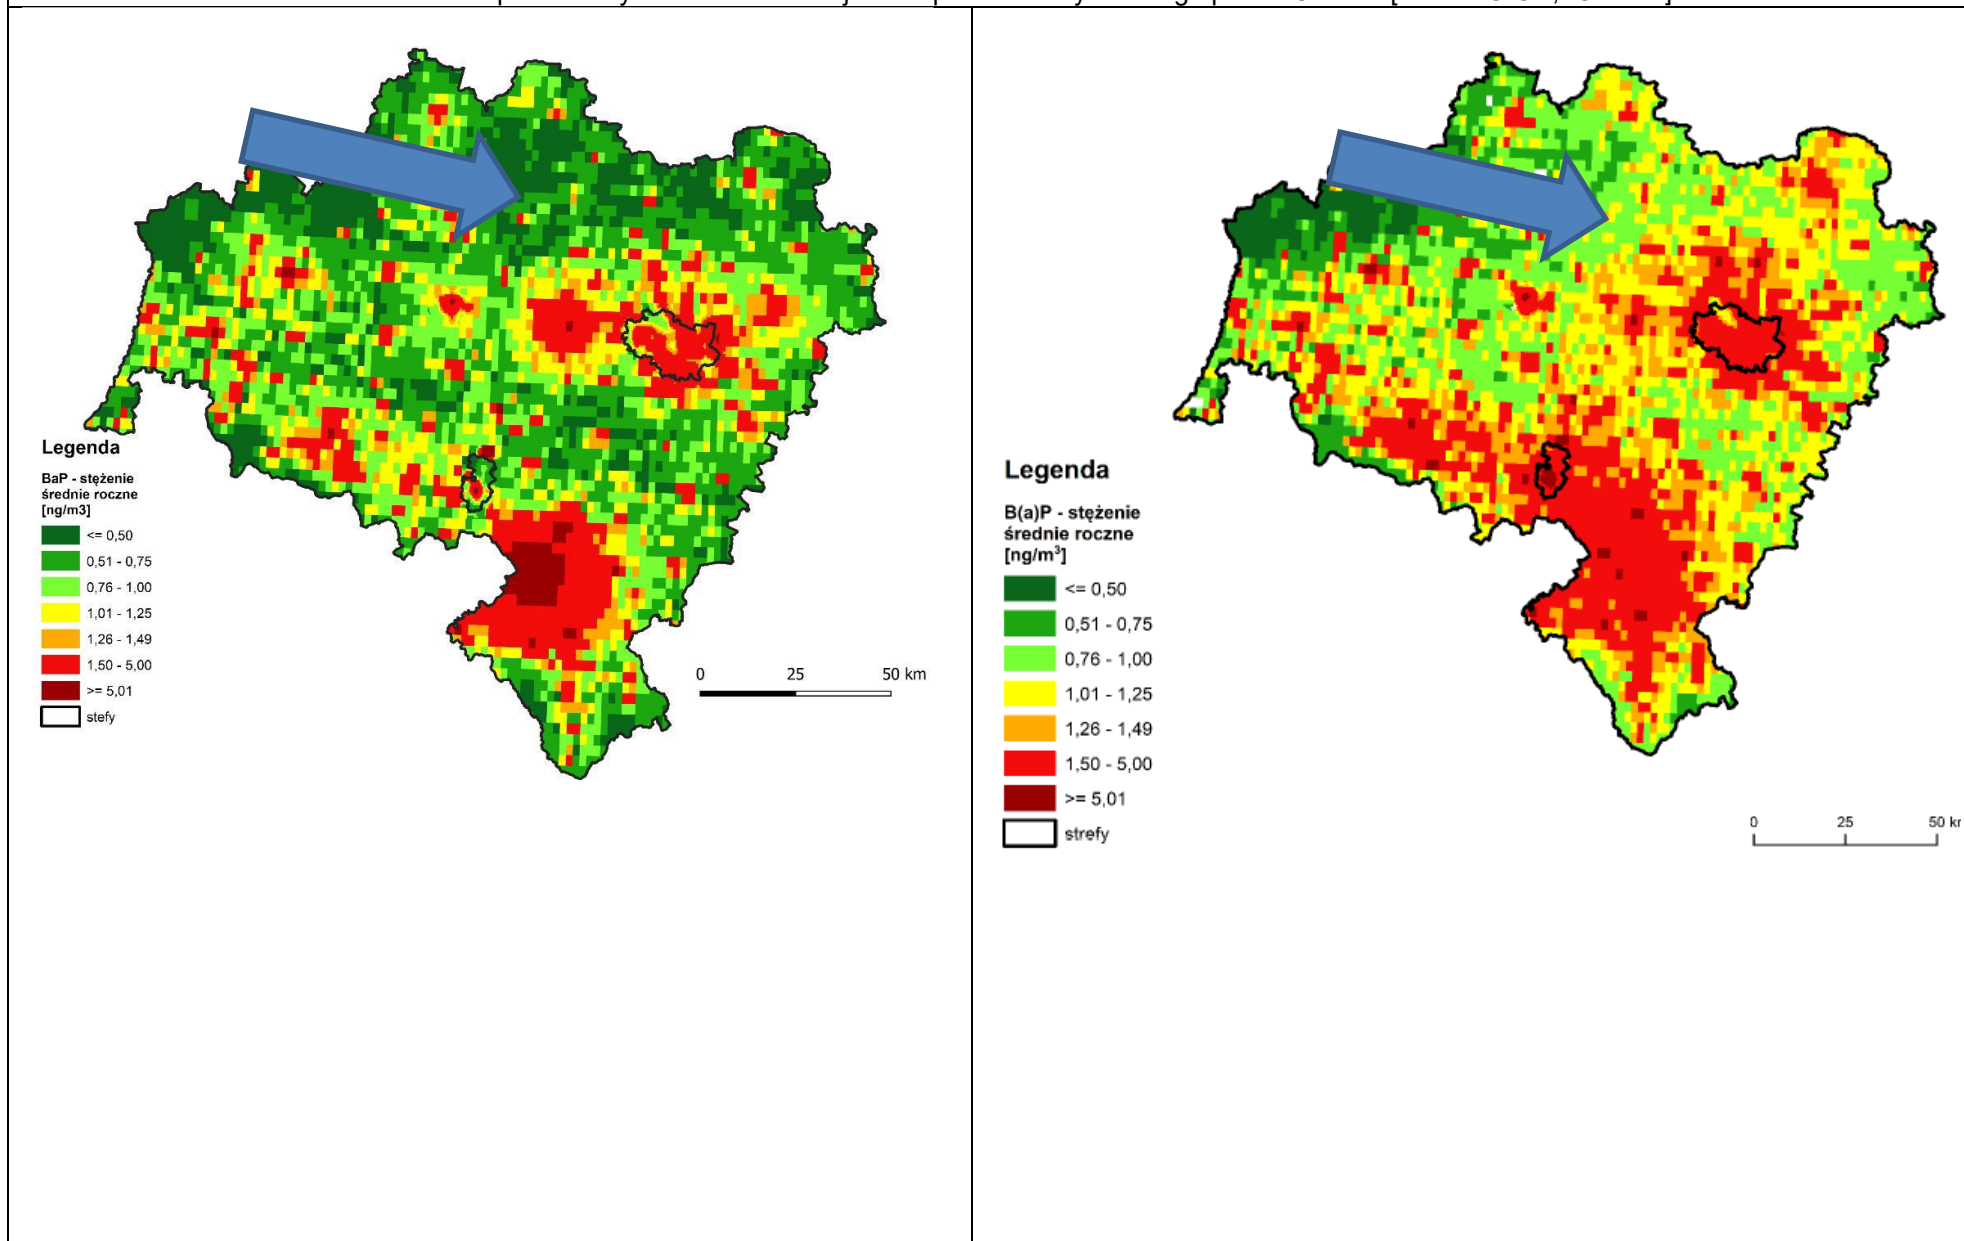 Legenda
BaP - stężenie
średnie roczne
[ng/m3]
<= 0,50
0,51 - 0,75
0,76 - 1,00
1,01 - 1,25
1,26 - 1,49
1,50 - 5,00
>= 5,01
stefy
0 25 50 km
Legenda
B(a)P - stężenie
średnie roczne
[ng/m³]
<= 0,50
0,51 - 0,75
0,76 - 1,00
1,01 - 1,25
1,26 - 1,49
1,50 - 5,00
>= 5,01
strefy
0 25 50 kr